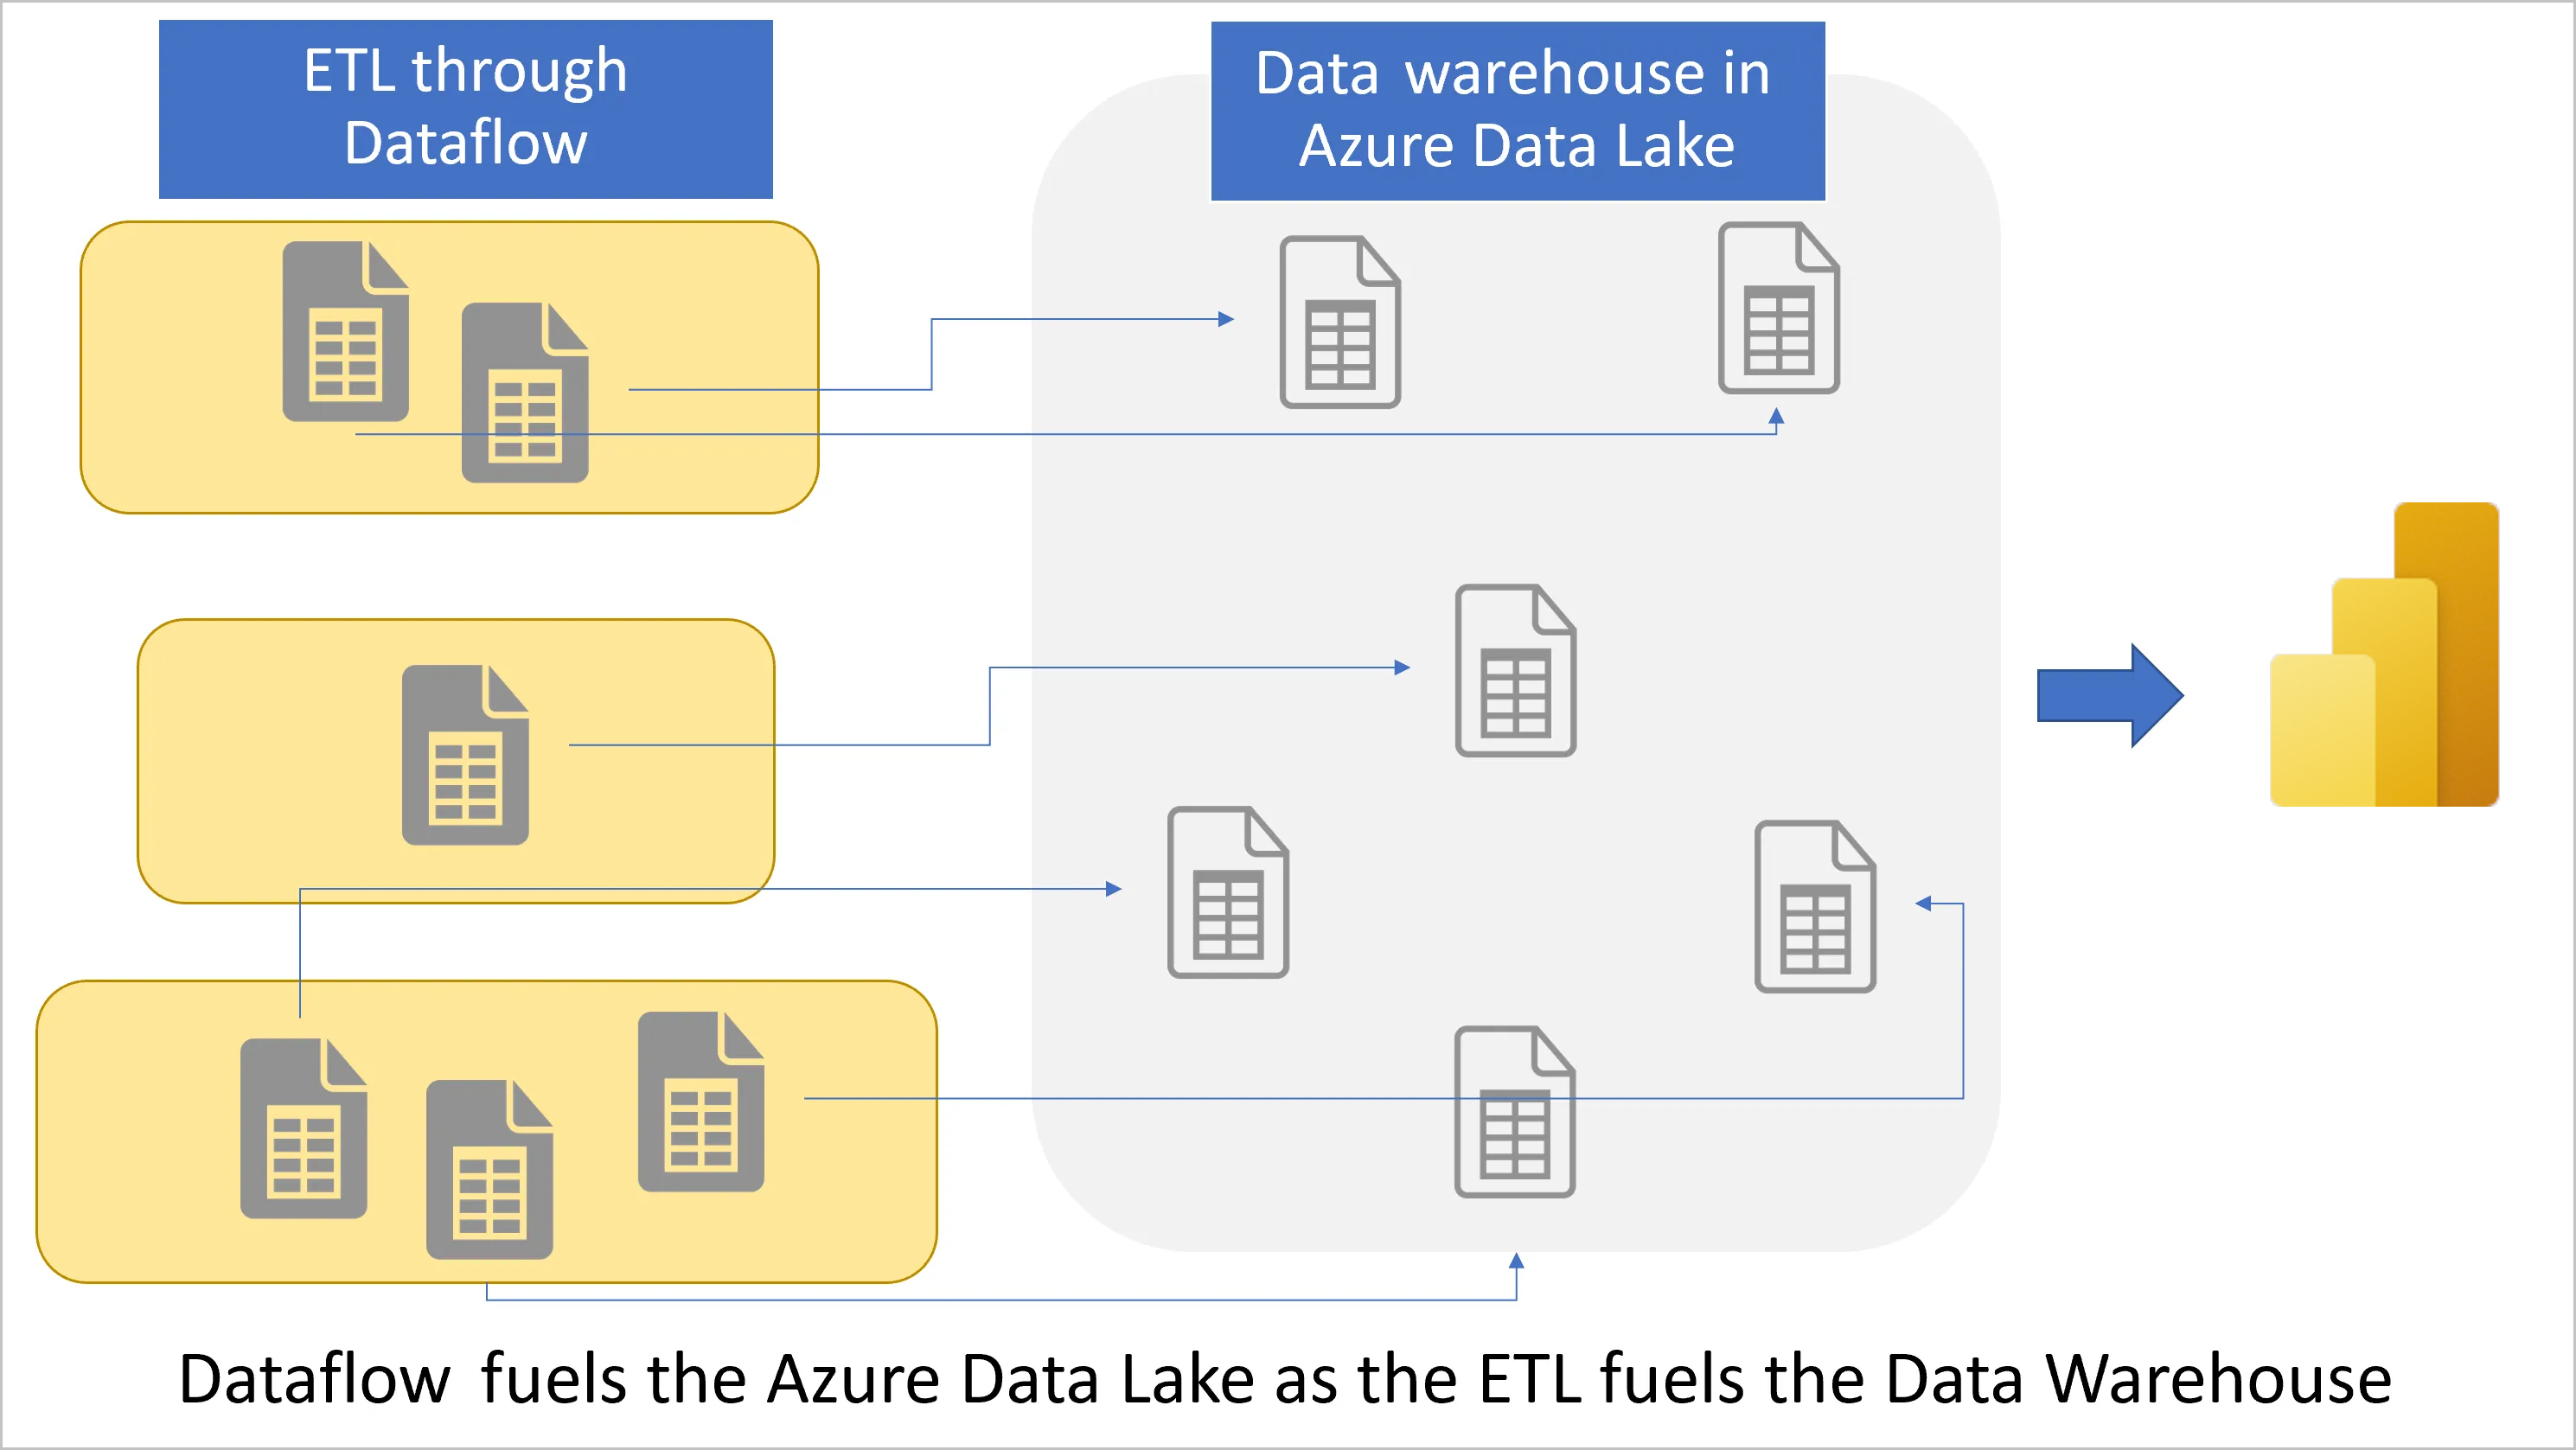 ETL through
Dataflow
Data warehouse in
Azure Data Lake
Dataflow fuels the Azure Data Lake as the ETL fuels the Data Warehouse